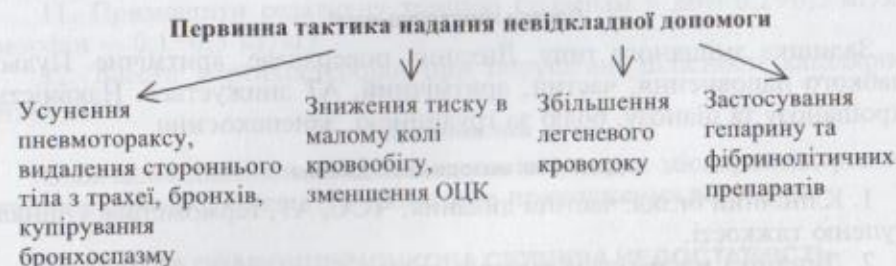 Первинна тактика надання невідкладної допомоги
Усунення
пневмотораксу,
видалення стороннього
тіла з трахеї, бронхів,
купірування
бронхоспазму
Зниження тиску в
малому колі
кровообігу,
зменшення ОЦК
Збільшення
легеневого
кровотоку
Застосування
гепарину та
фібринолітичних
препаратів